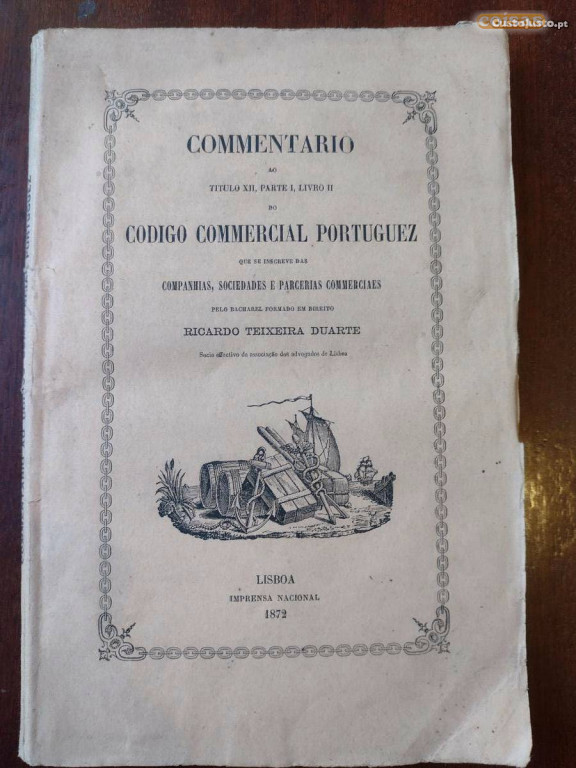 CustoJusto.pt
COMMENTARIO
AO
TITULO XII, PARTE I, LIVRO II
DO
CODIGO COMMERCIAL PORTUGUEZ
QUE SE INSCREVE DAS
COMPANHIAS, SOCIEDADES E PARCERIAS COMMERCIAES
PELO BACHAREL FORMADO EM DIREITO
RICARDO TEIXEIRA DUARTE
Socio effectivo da associação dos advogados de Lisboa
LISBOA
IMPRENSA NACIONAL
1872